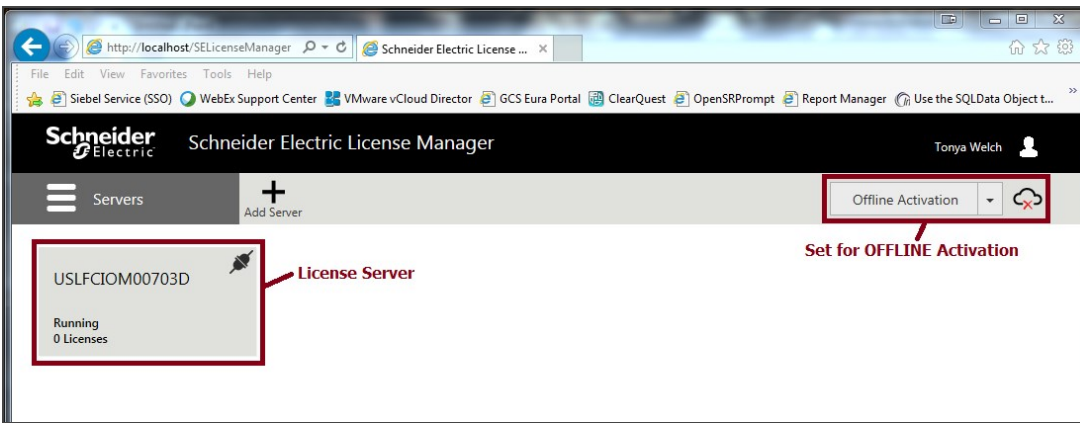 http://localhost/SELicenseManager
Schneider Electric License ...
File Edit View Favorites Tools Help
Siebel Service (SSO) WebEx Support Center VMware vCloud Director GCS Eura Portal ClearQuest OpenSRPrompt Report Manager Use the SQLData Object t...
Schneider Electric
Schneider Electric License Manager
Tonya Welch
Servers
Add Server
Offline Activation
Set for OFFLINE Activation
USLFCIOM00703D
License Server
Running
0 Licenses